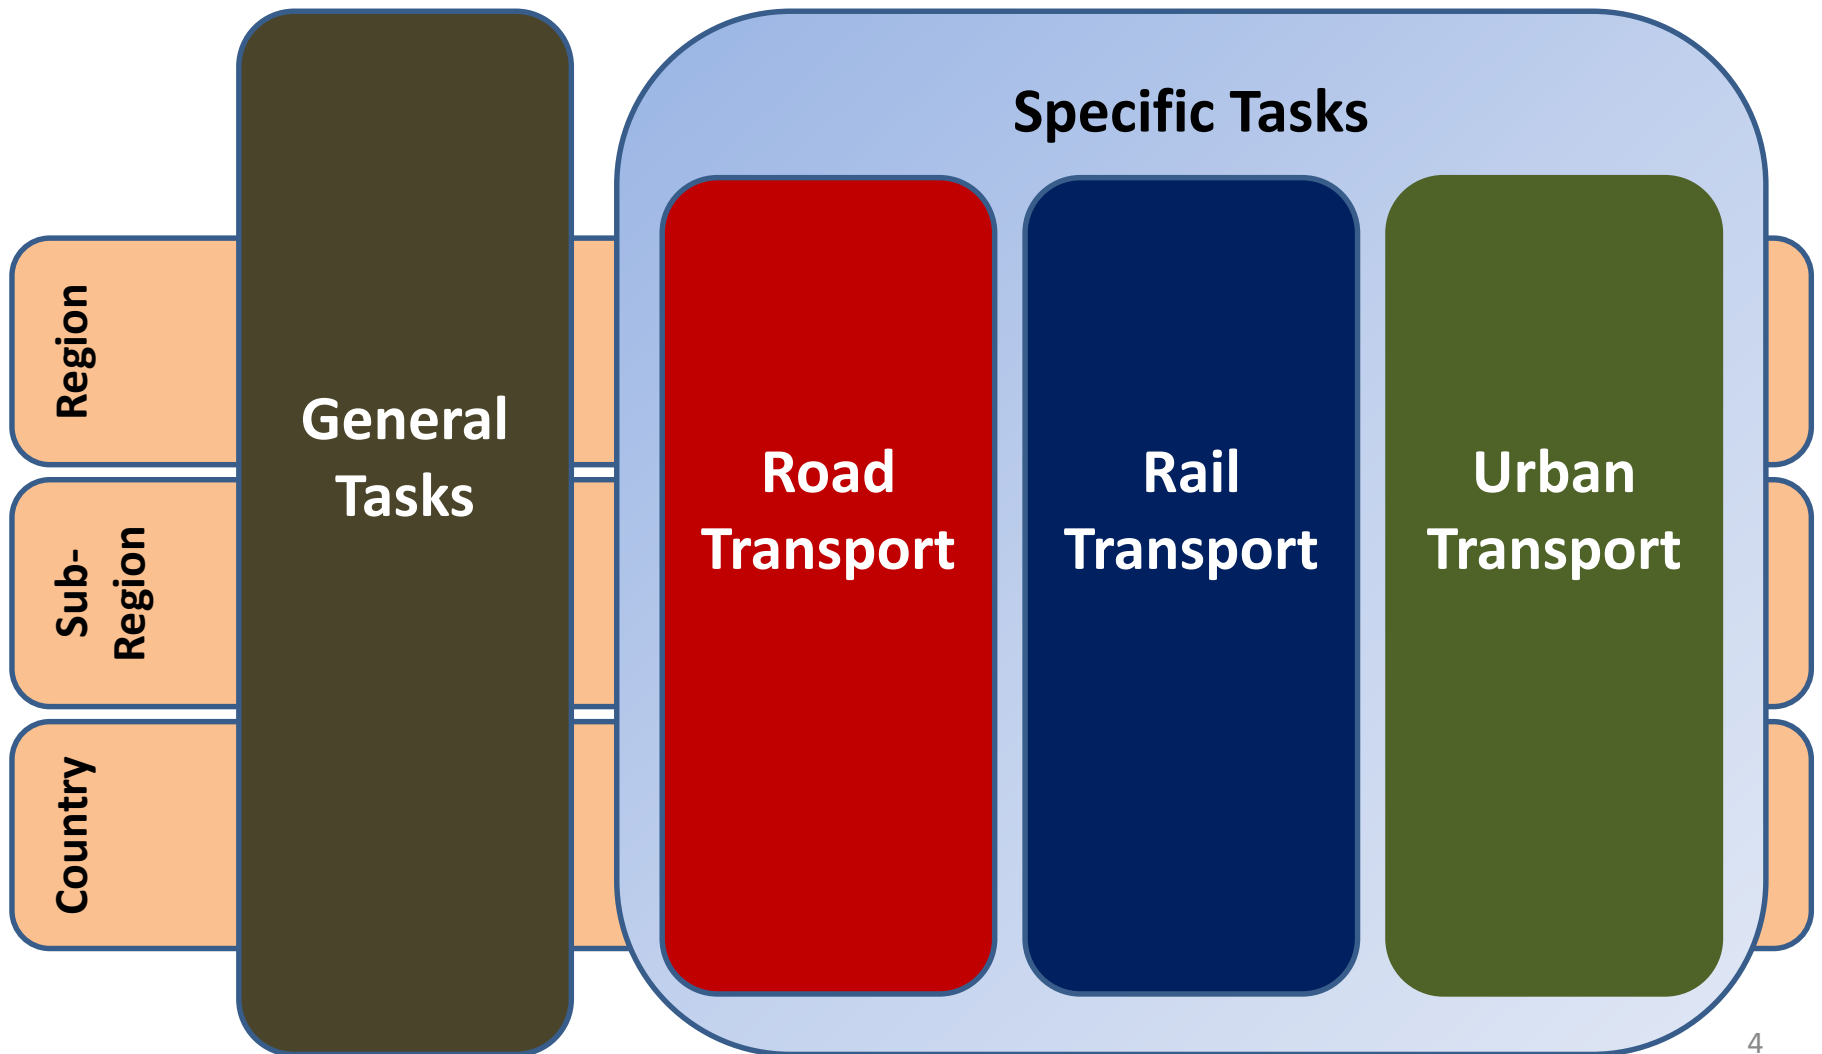 Specific Tasks
General
Tasks
Road
Transport
Rail
Transport
Urban
Transport
Region
Sub-
Region
Country
4